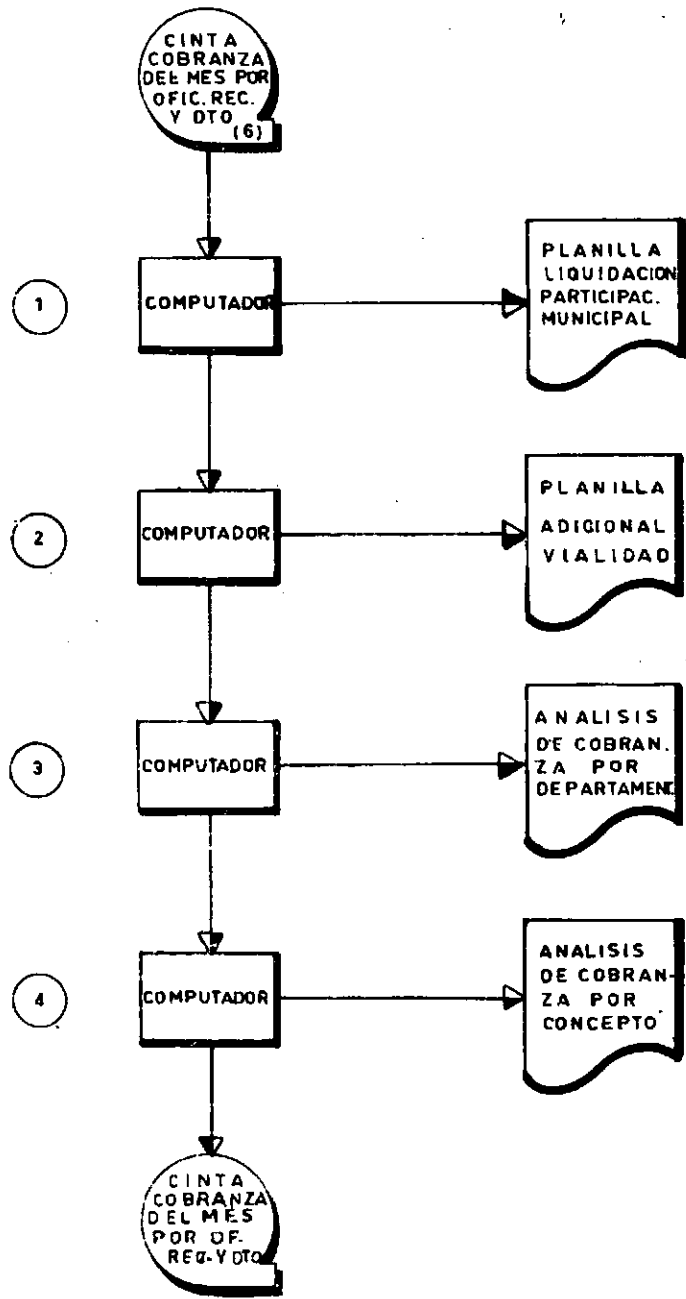 CINTA
COBRANZA
DEL MES POR
OFIC. REC.
Y DTO
(6)
1
COMPUTADOR
PLANILLA
LIQUIDACION
PARTICIPAC.
MUNICIPAL
2
COMPUTADOR
PLANILLA
ADICIONAL
VIALIDAD
3
COMPUTADOR
ANALISIS
DE COBRAN.
ZA POR
DEPARTAMENC
4
COMPUTADOR
ANALISIS
DE COBRAN-
ZA POR
CONCEPTO
CINTA
COBRANZA
DEL MES
POR OF.
REC.-Y DTO